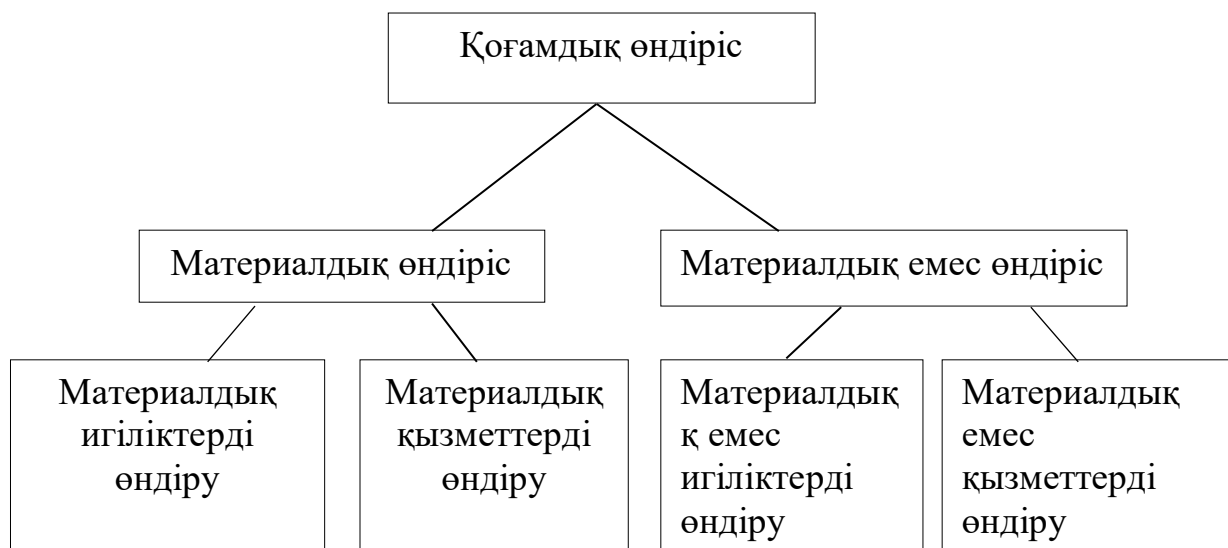 Қоғамдық өндіріс
Материалдық өндіріс
Материалдық емес өндіріс
Материалдық
игіліктерді
өндіру
Материалдық
қызметтерді
өндіру
Материалдық
қ емес
игіліктерді
өндіру
Материалдық
емес
қызметтерді
өндіру